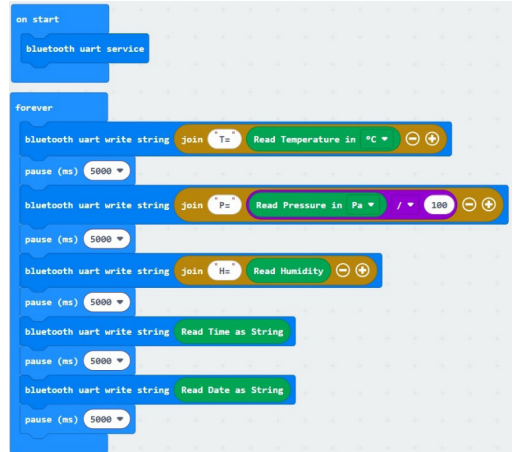 on start
bluetooth uart service
forever
bluetooth uart write string join "T=" Read Temperature in °C
pause (ms) 5000
bluetooth uart write string join "P=" Read Pressure in Pa / 100
pause (ms) 5000
bluetooth uart write string join "H=" Read Humidity
pause (ms) 5000
bluetooth uart write string Read Time as String
pause (ms) 5000
bluetooth uart write string Read Date as String
pause (ms) 5000